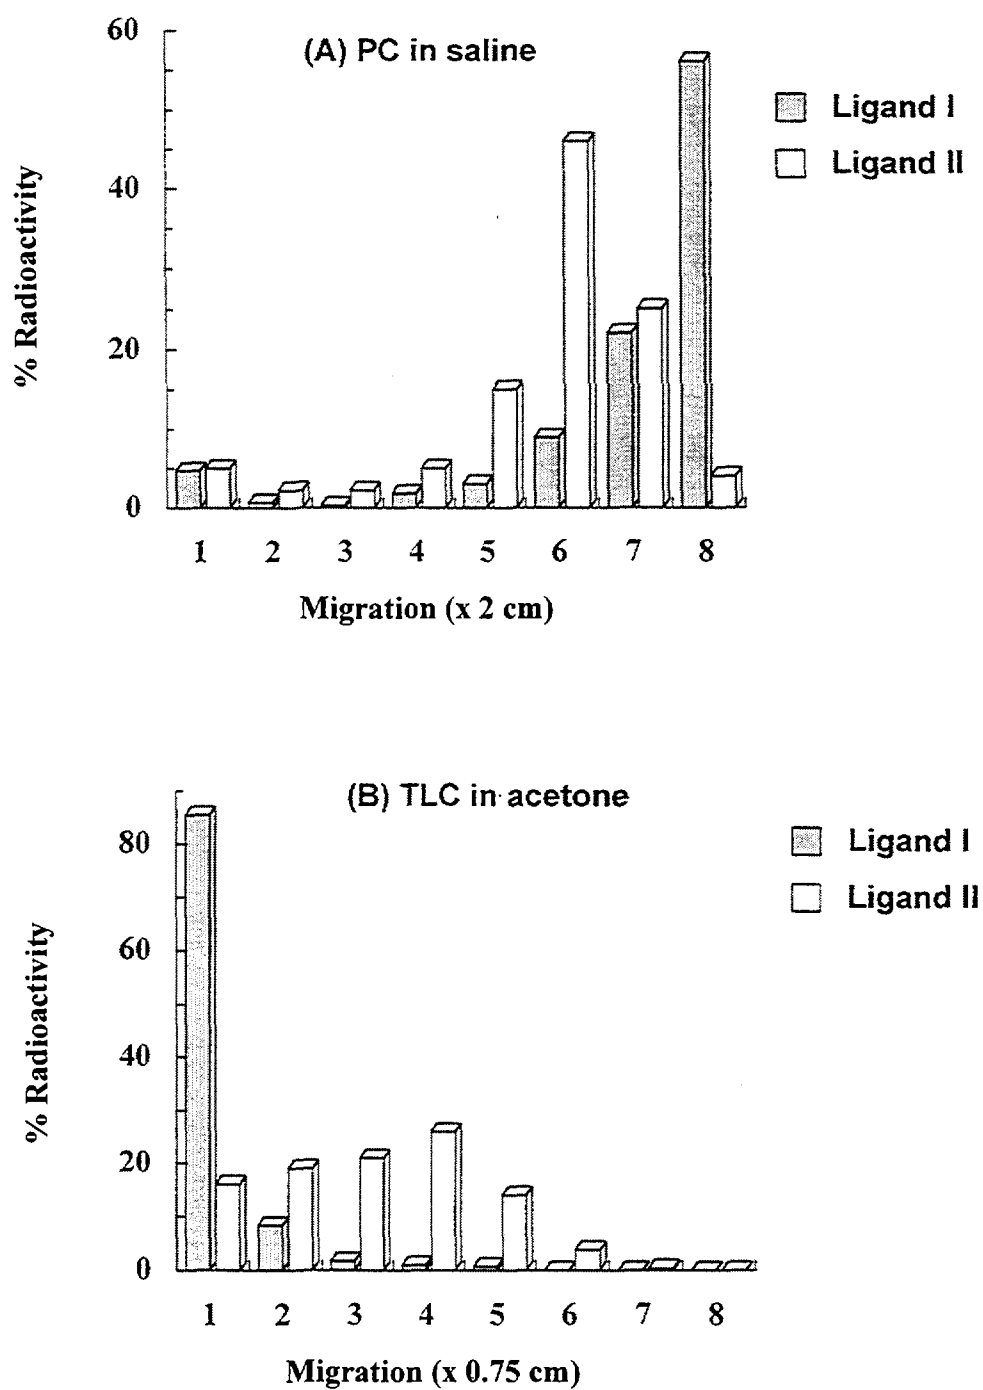 (A) PC in saline
Ligand I
Ligand II
% Radioactivity
60
40
20
0
1 2 3 4 5 6 7 8
Migration (x 2 cm)
(B) TLC in acetone
Ligand I
Ligand II
% Radioactivity
80
60
40
20
0
1 2 3 4 5 6 7 8
Migration (x 0.75 cm)